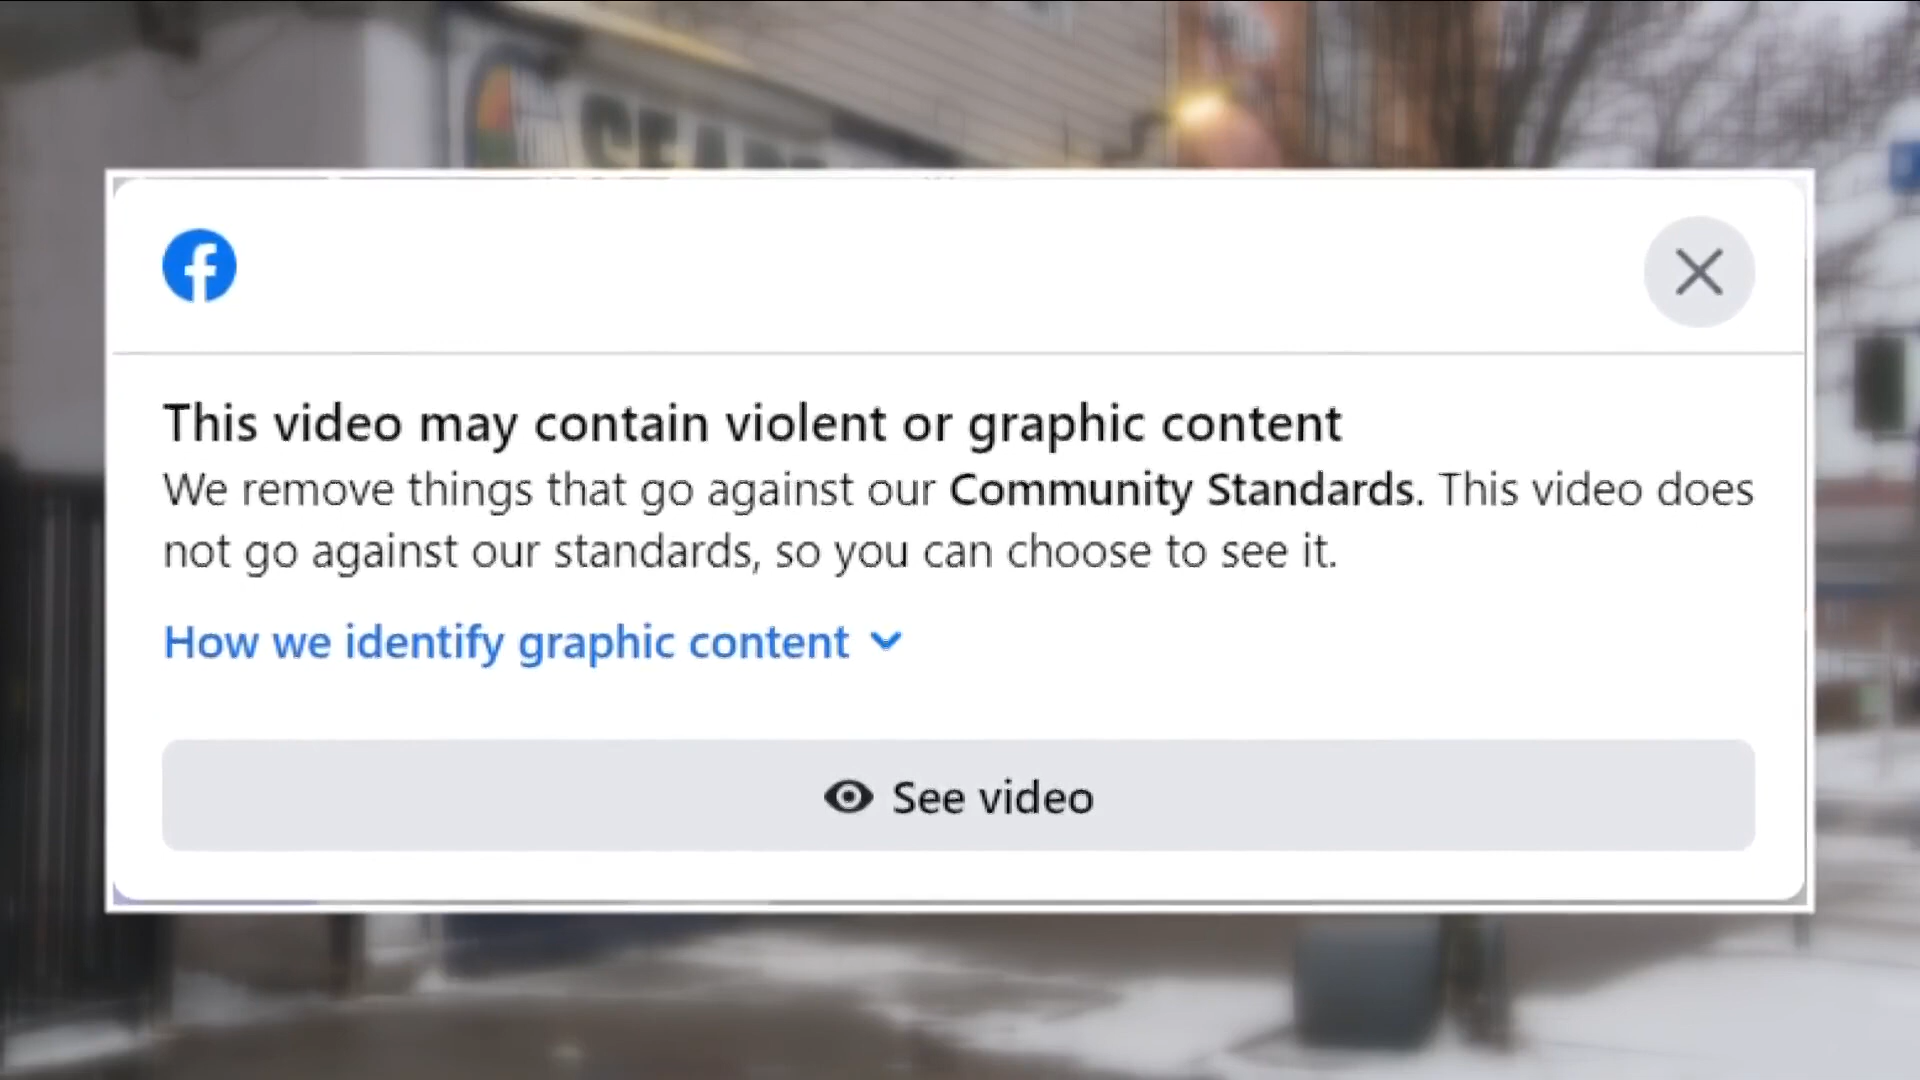 This video may contain violent or graphic content
We remove things that go against our Community Standards. This video does
not go against our standards, so you can choose to see it.
How we identify graphic content
See video